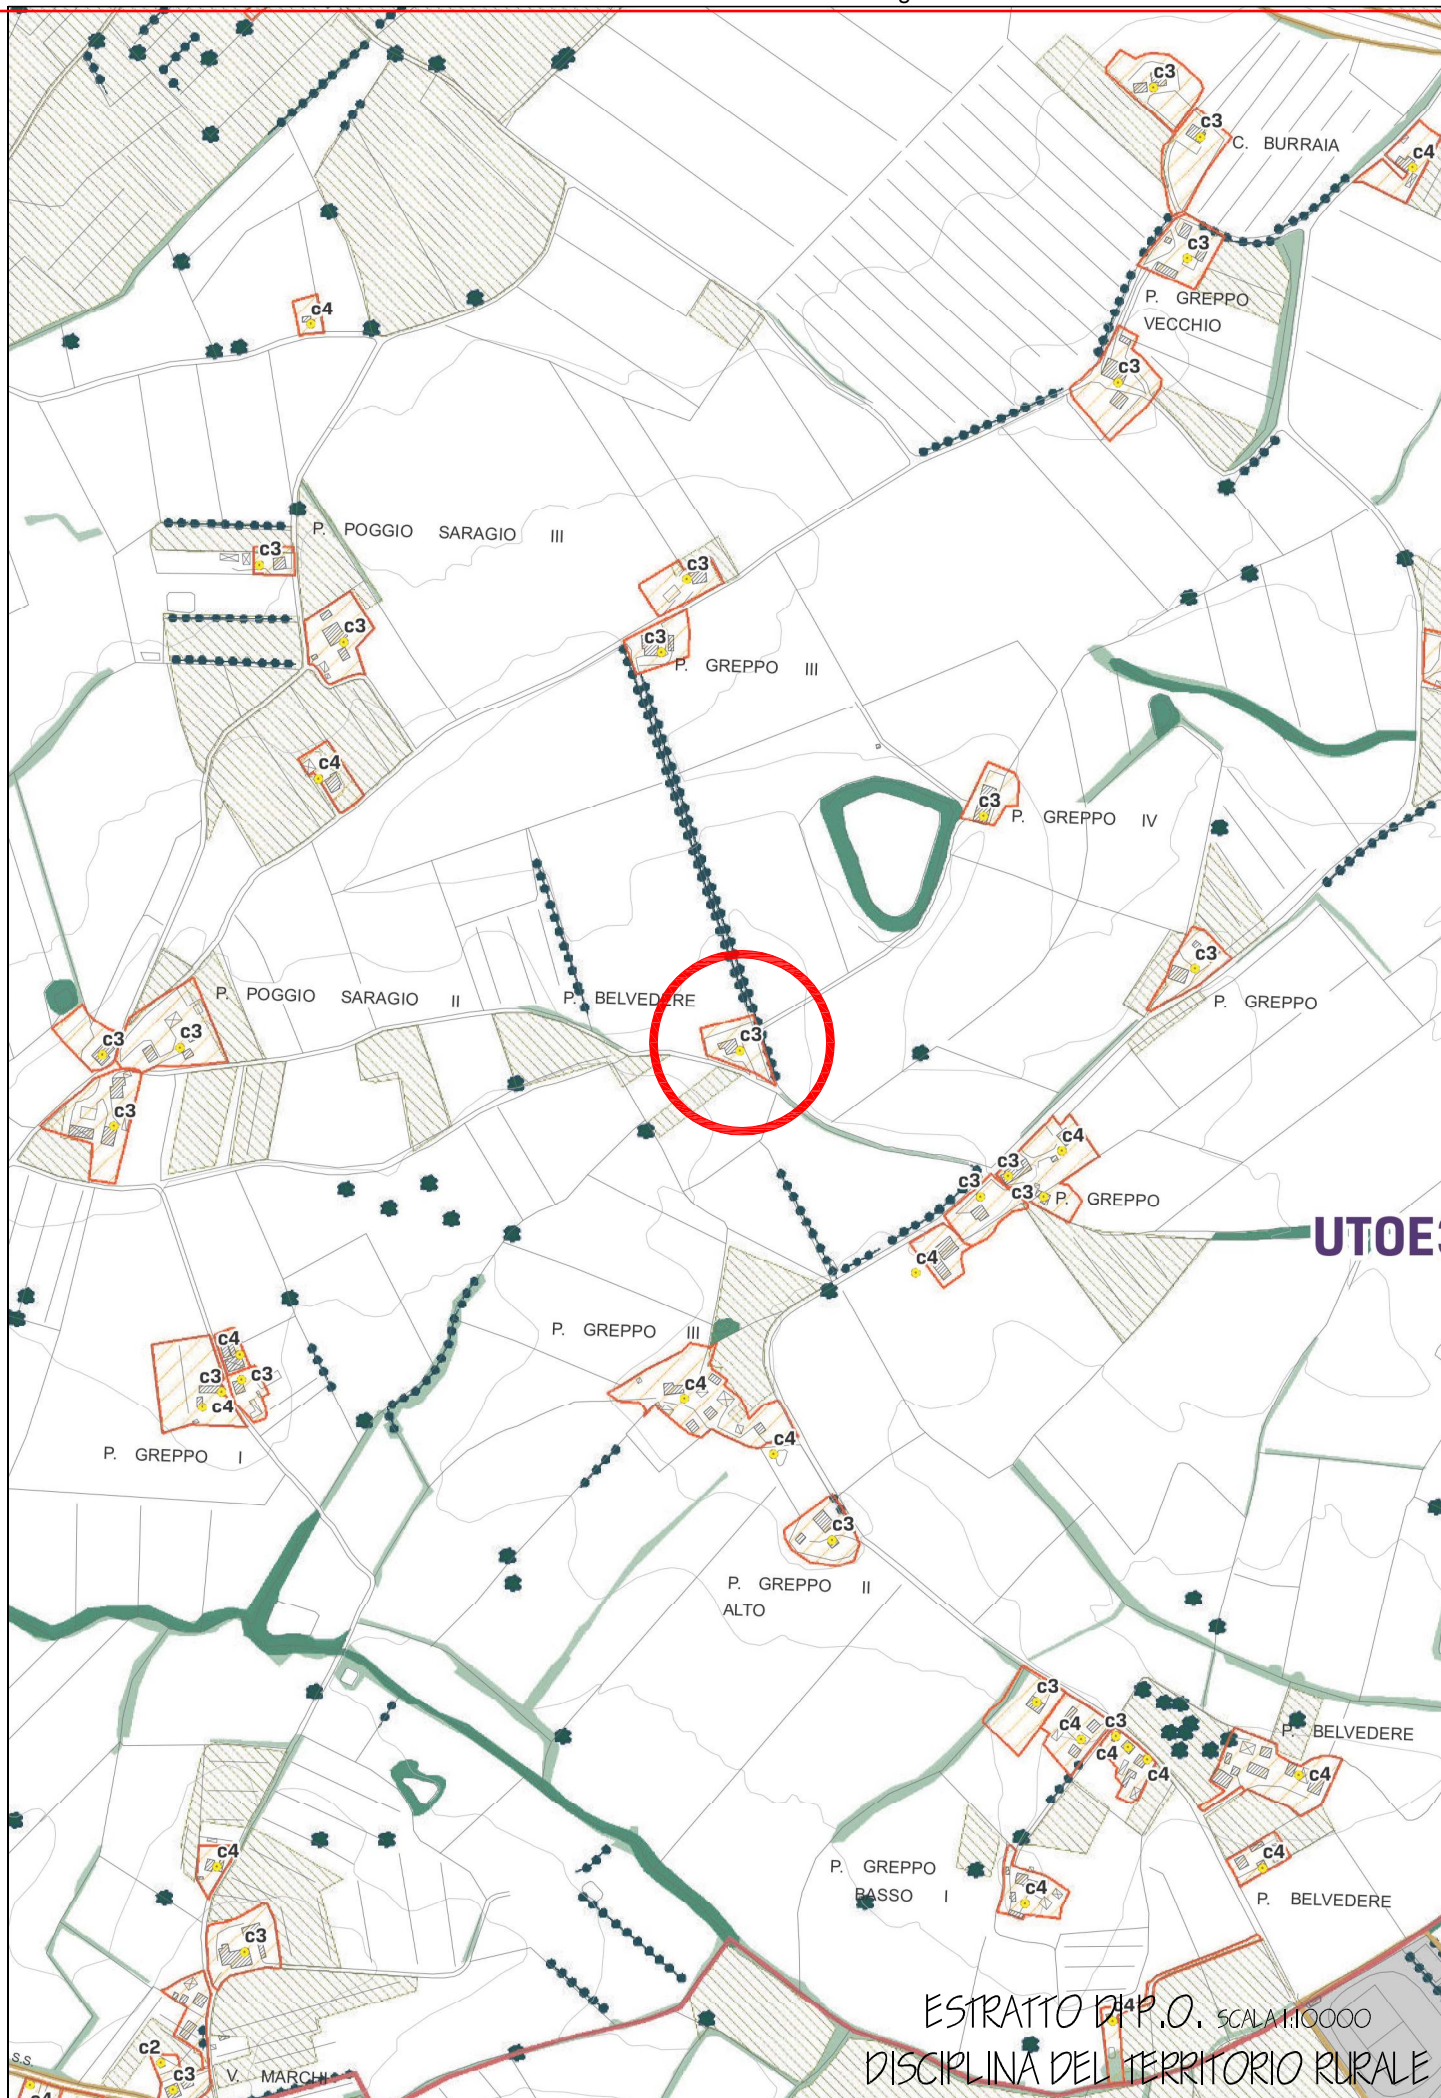 c3
c3
C. BURRAIA
c4
c3
P. GREPPO
VECCHIO
c4
c3
P. POGGIO SARAGIO III
c3
c3
c3
c3
P. GREPPO III
c4
c3
P. GREPPO IV
c3
P. GREPPO
P. POGGIO SARAGIO II
P. BELVEDERE
c3
c3
c3
c3
c4
c3
c3
c3
P. GREPPO
UTOE3
c4
P. GREPPO III
c4
c3
c3
c4
c4
P. GREPPO I
c4
c3
P. GREPPO II
ALTO
c3
c4
c3
c4
c4
P. BELVEDERE
c4
c4
P. GREPPO
BASSO I
c4
c4
P. BELVEDERE
c3
c4
ESTRATTO DI P.O. SCALA 1:10000
DISCIPLINA DEL TERRITORIO RURALE
c2
c3
V. MARCHI
S.S.
c4